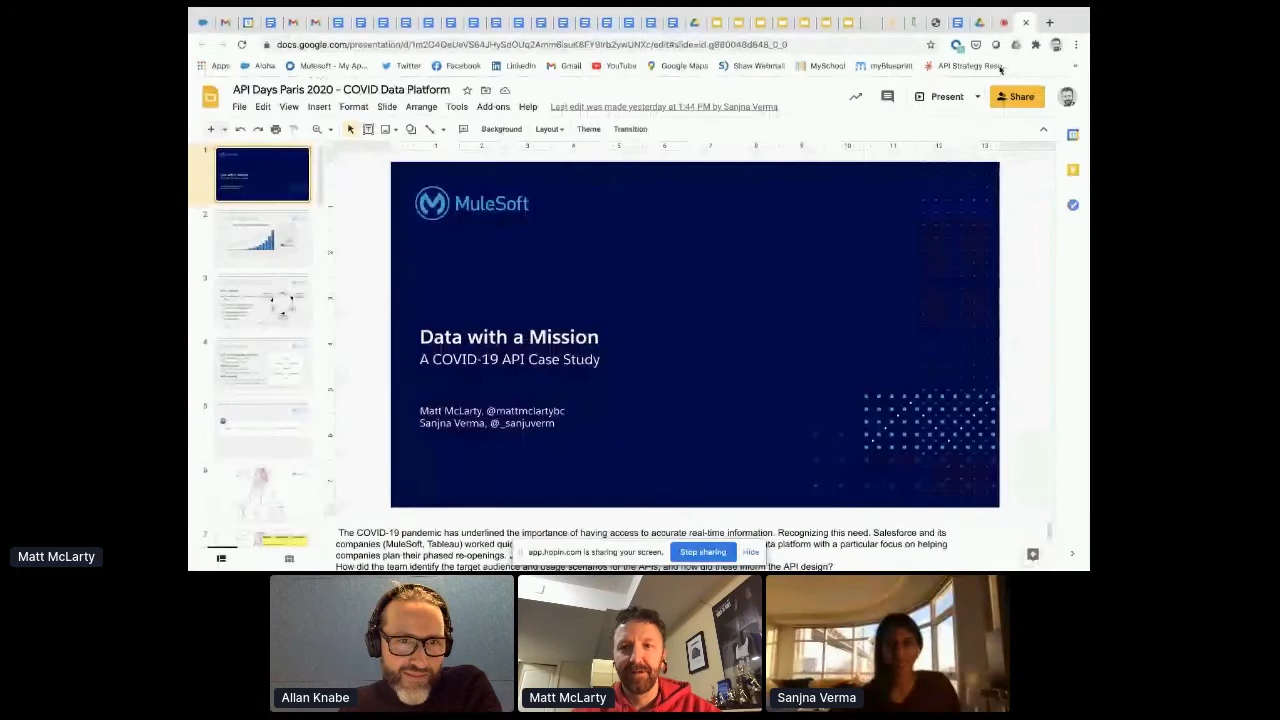 docs.google.com/presentation/d/
Apps
Aloha
Mulesoft - My Ap...
Twitter
Facebook
LinkedIn
Gmail
YouTube
Google Maps
Shaw Webmail
MySchool
myBlueprint
API Strategy Reso...
API Days Paris 2020 - COVID Data Platform
Present
Share
File Edit View Insert Format Slide Arrange Tools Add-ons Help
Last edit was made yesterday at 1:44 PM by Sanjna Verma
Background Layout Theme Transition
MuleSoft
Data with a Mission
A COVID-19 API Case Study
Matt McLarty, @mattmclartybc
Sanjna Verma, @_sanjuverm
The COVID-19 pandemic has underlined the importance of having access to accurate real-time information. Recognizing this need, Salesforce and its
companies (MuleSoft, Tableau) worked platform with a particular focus on helping
companies plan their phased re-openings.
How did the team identify the target audience and usage scenarios for the APIs, and how did these inform the API design?
app.hopin.com is sharing your screen.
Stop sharing
Hide
Matt McLarty
Allan Knabe
Matt McLarty
Sanjna Verma